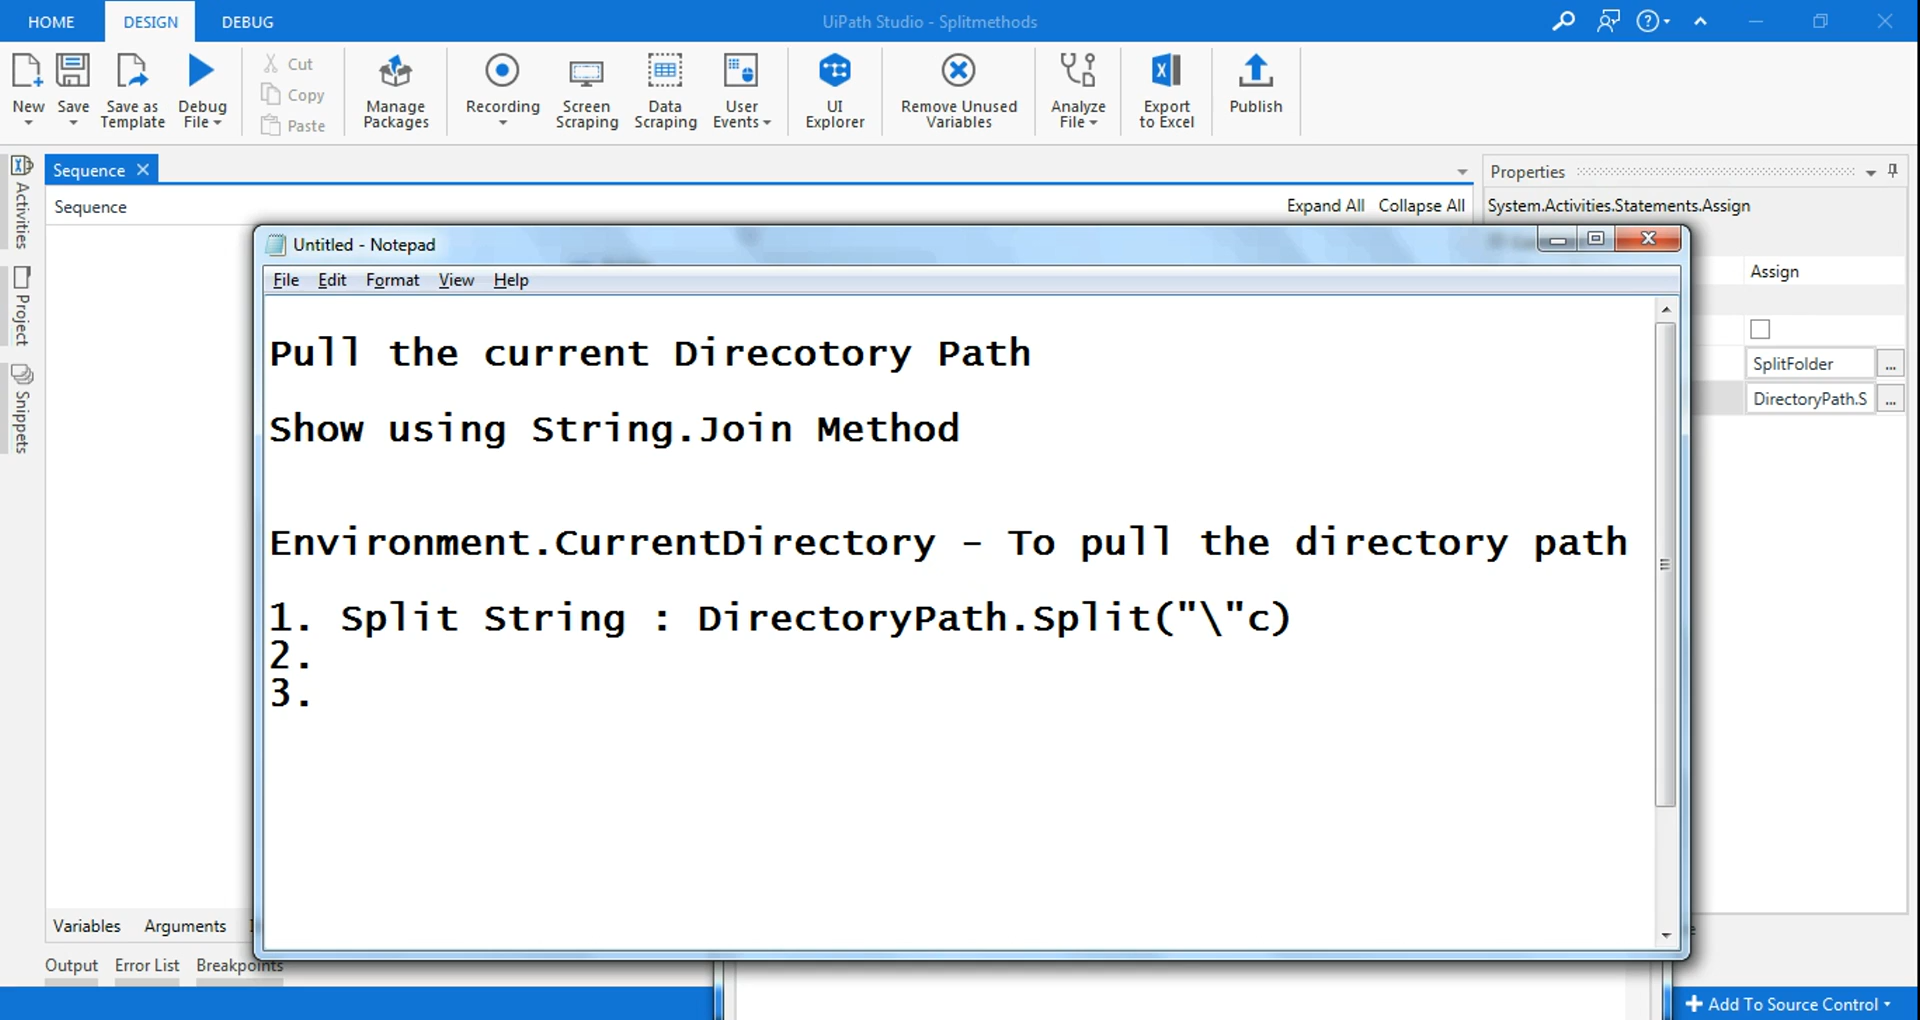 HOME DESIGN DEBUG UiPath Studio - Splitmethods
New Save Save as Template Debug File Cut Copy Paste Manage Packages Recording Screen Scraping Data Scraping User Events UI Explorer Remove Unused Variables Analyze File Export to Excel Publish
Activities
Project
Snippets
Sequence
Sequence Expand All Collapse All
Properties
System.Activities.Statements.Assign
Assign
SplitFolder ...
DirectoryPath.S ...
Untitled - Notepad
File Edit Format View Help
Pull the current Direcotory Path
Show using String.Join Method
Environment.CurrentDirectory - To pull the directory path
1. Split String : DirectoryPath.Split("\"c)
2.
3.
Variables Arguments
Output Error List Breakpoints
Add To Source Control